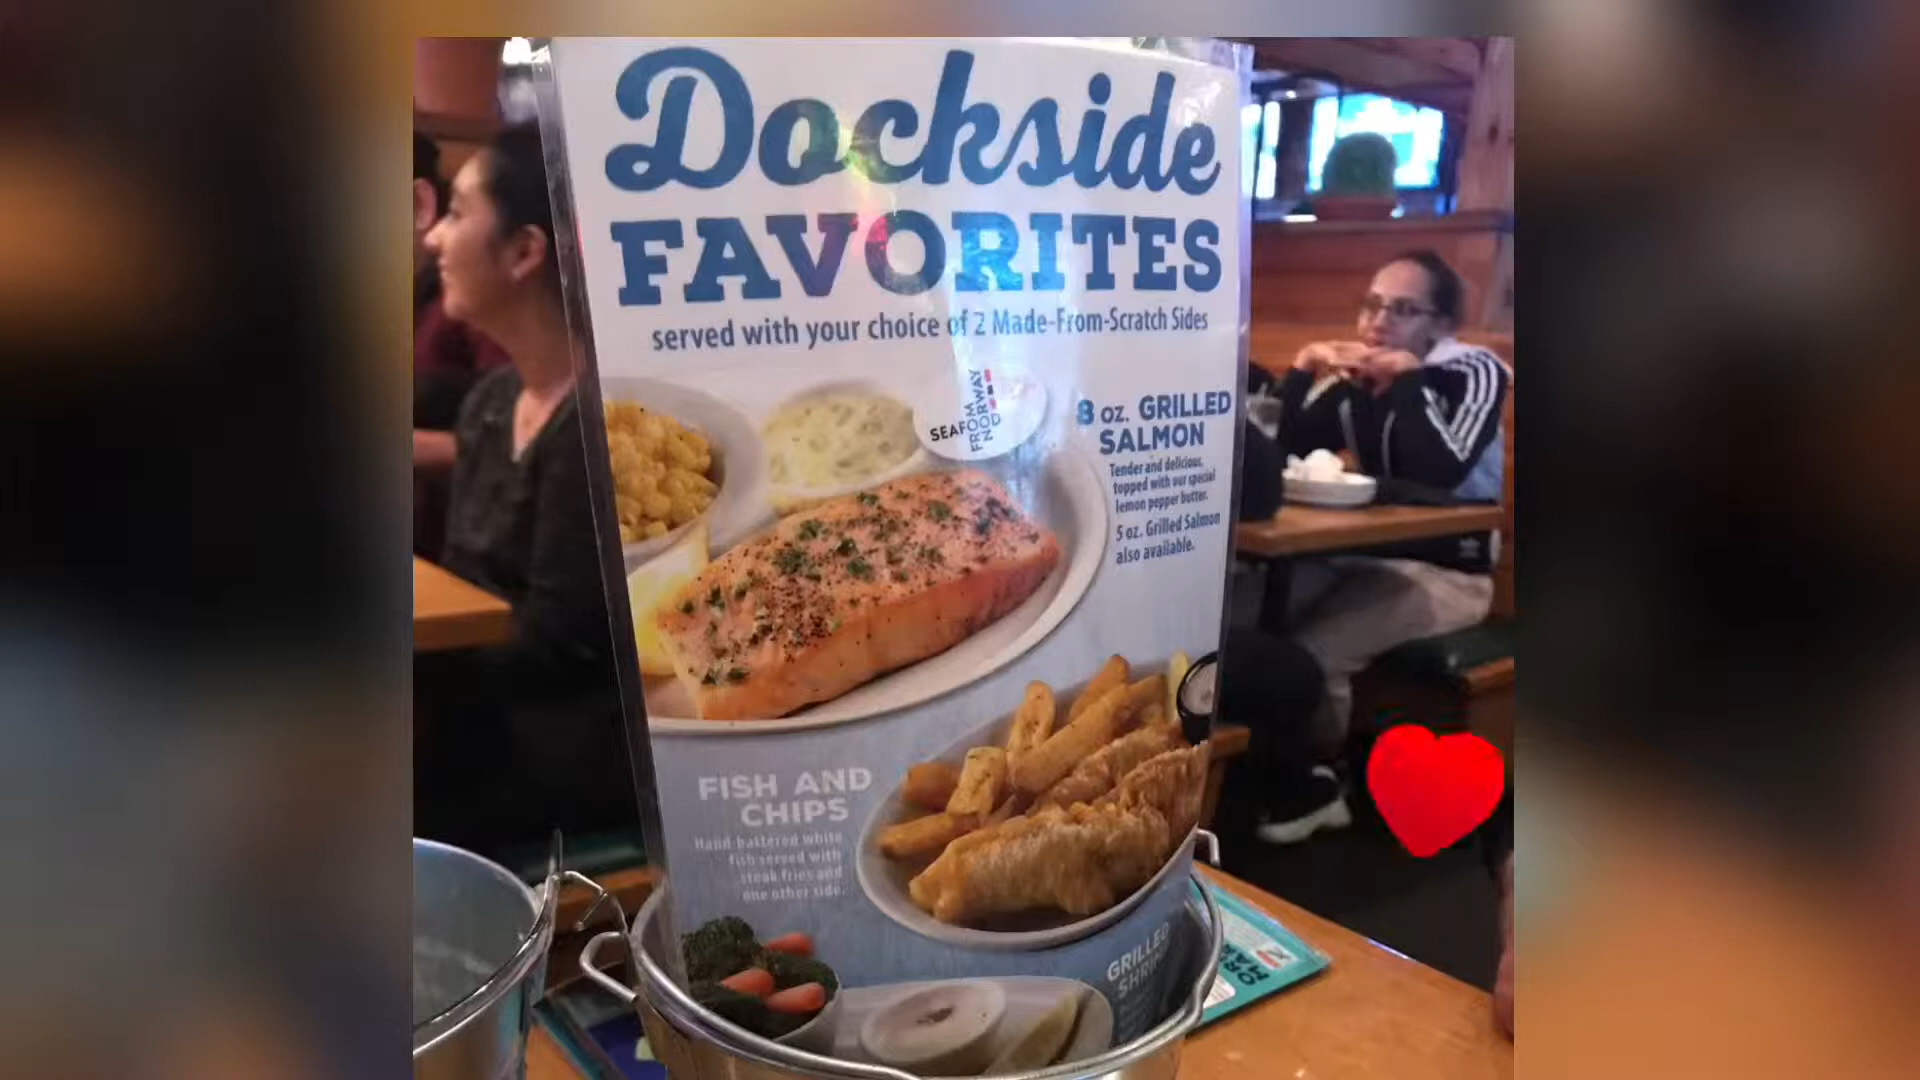 Dockside
FAVORITES
served with your choice of 2 Made-From-Scratch Sides
SEAFOOD
FROM
NORWAY
8 OZ. GRILLED
SALMON
Tender and delicious,
topped with our special
lemon pepper butter.
5 oz. Grilled Salmon
also available.
FISH AND
CHIPS
Hand battered white
fish served with
steak fries and
one other side.
GRILLED